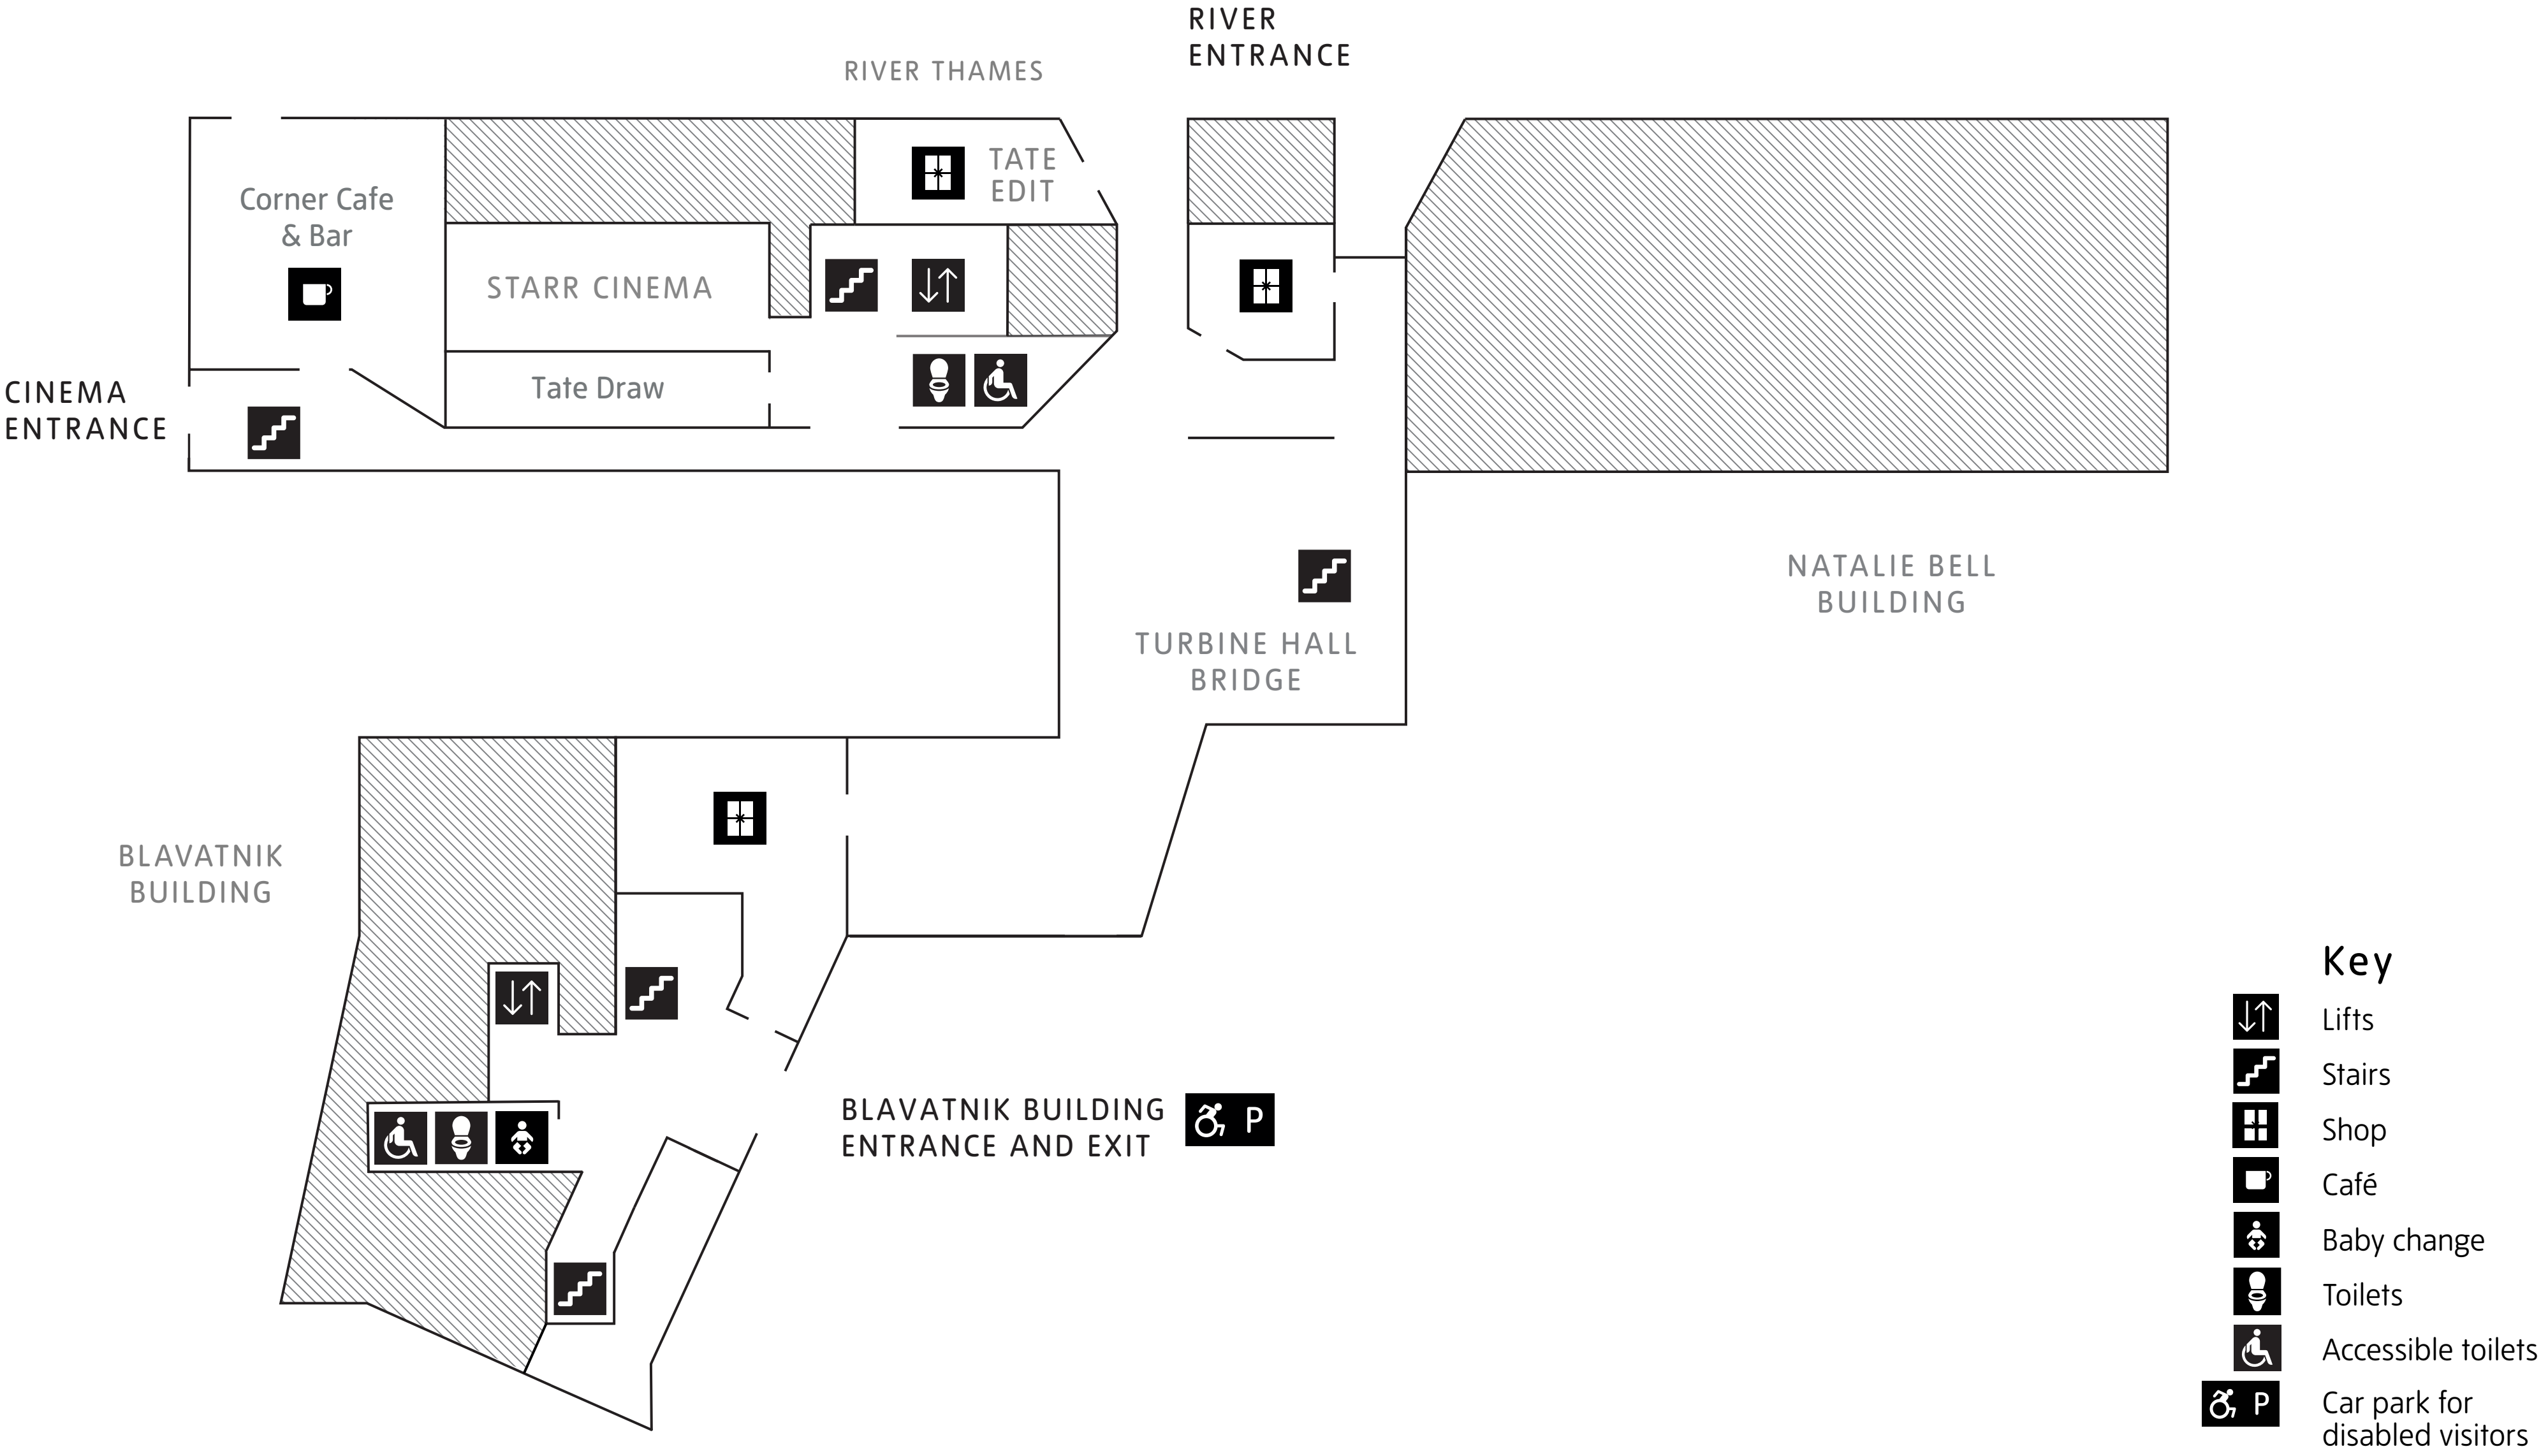 RIVER
ENTRANCE
RIVER THAMES
TATE
EDIT
Corner Cafe
& Bar
STARR CINEMA
Tate Draw
CINEMA
ENTRANCE
NATALIE BELL
BUILDING
TURBINE HALL
BRIDGE
BLAVATNIK
BUILDING
BLAVATNIK BUILDING
ENTRANCE AND EXIT
P
Key
Lifts
Stairs
Shop
Café
Baby change
Toilets
Accessible toilets
P
Car park for
disabled visitors